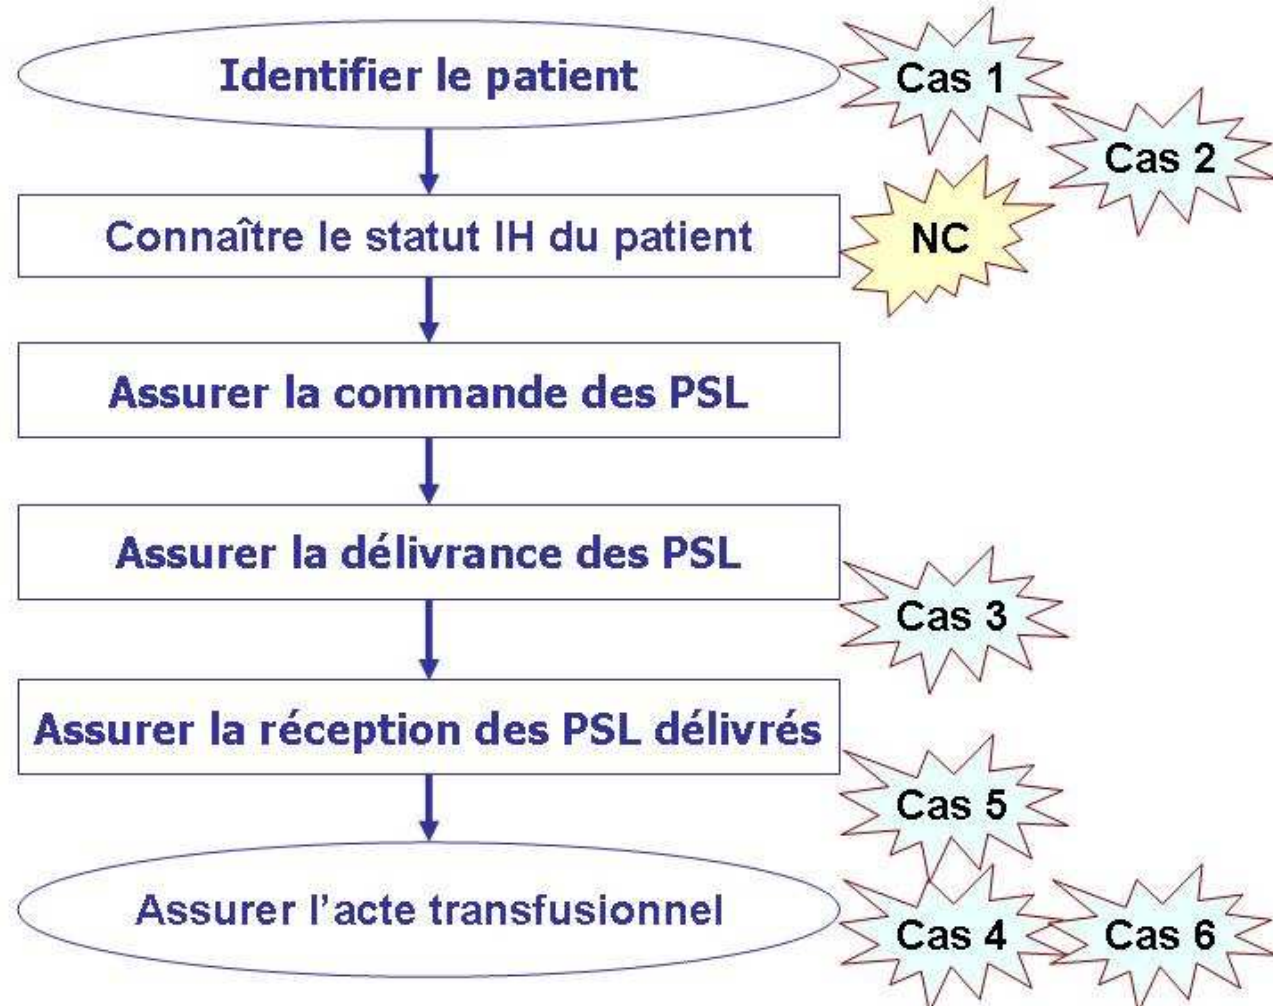 Identifier le patient
Cas 1
Cas 2
Connaître le statut IH du patient
NC
Assurer la commande des PSL
Assurer la délivrance des PSL
Cas 3
Assurer la réception des PSL délivrés
Cas 5
Assurer l'acte transfusionnel
Cas 4
Cas 6